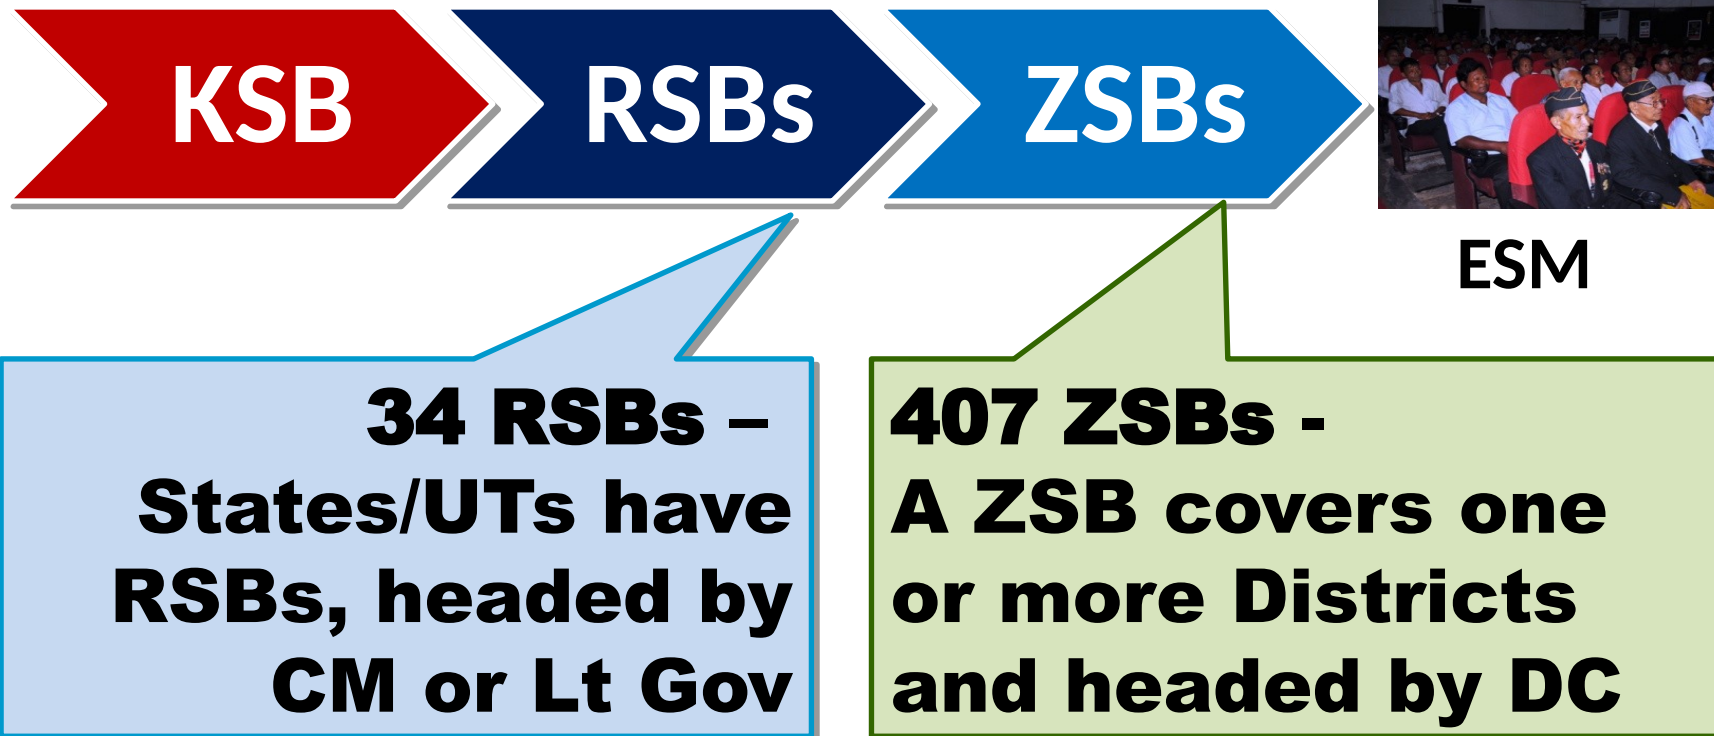 KSB
RSBs
ZSBs
ESM
34 RSBs –
States/UTs have
RSBs, headed by
CM or Lt Gov
407 ZSBs -
A ZSB covers one
or more Districts
and headed by DC